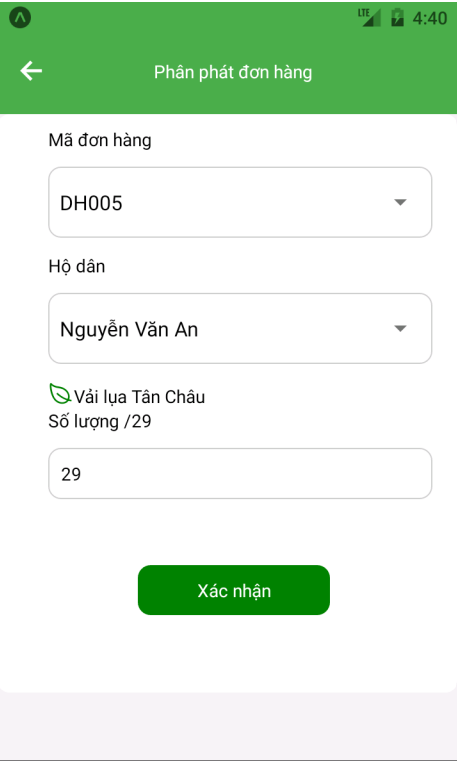 LTE 4:40
Phân phát đơn hàng
Mã đơn hàng
DH005
Hộ dân
Nguyễn Văn An
Vải lụa Tân Châu
Số lượng /29
29
Xác nhận